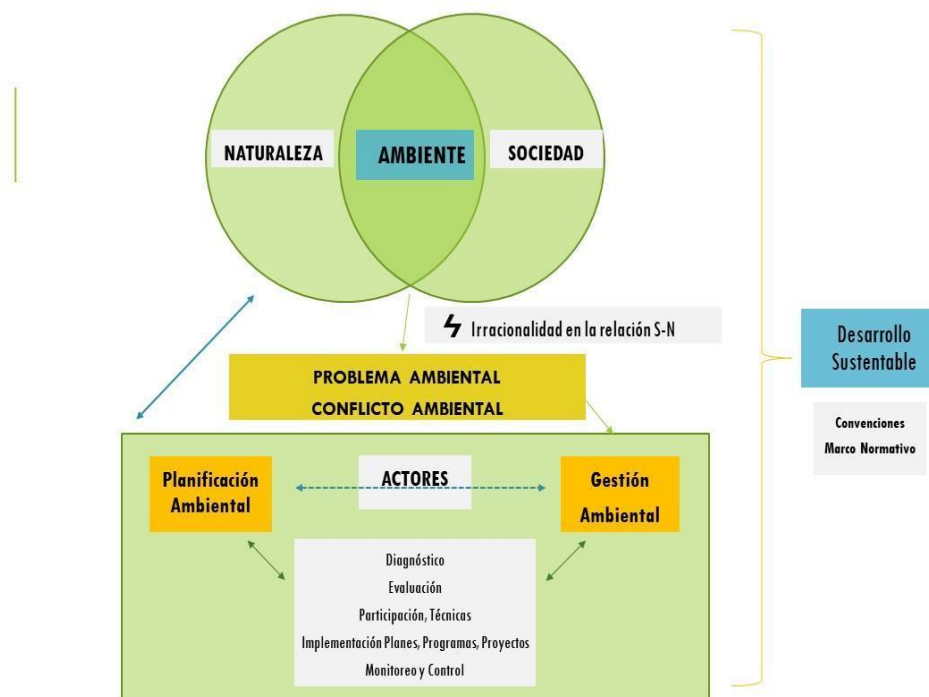 NATURALEZA
AMBIENTE
SOCIEDAD
Irracionalidad en la relación S-N
PROBLEMA AMBIENTAL
CONFLICTO AMBIENTAL
Desarrollo
Sustentable
Convenciones
Marco Normativo
Planificación
Ambiental
ACTORES
Gestión
Ambiental
Diagnóstico
Evaluación
Participación, Técnicas
Implementación Planes, Programas, Proyectos
Monitoreo y Control